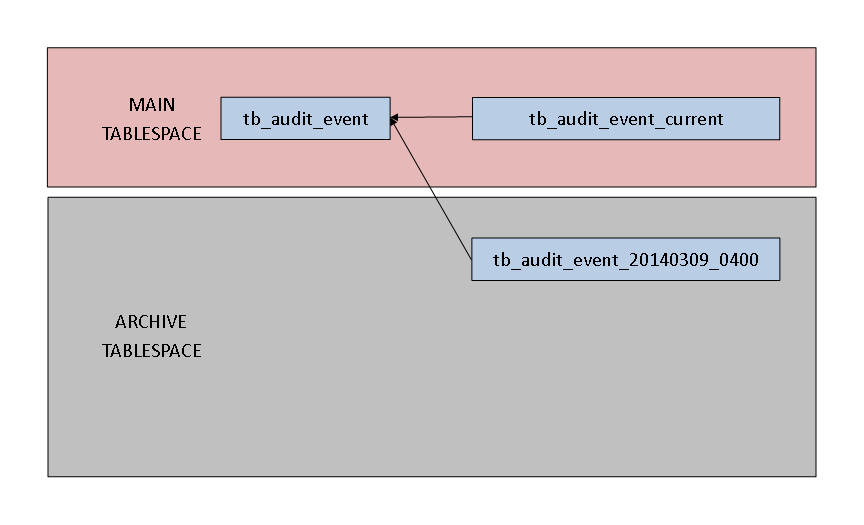 MAIN
TABLESPACE
tb_audit_event
tb_audit_event_current
tb_audit_event_20140309_0400
ARCHIVE
TABLESPACE